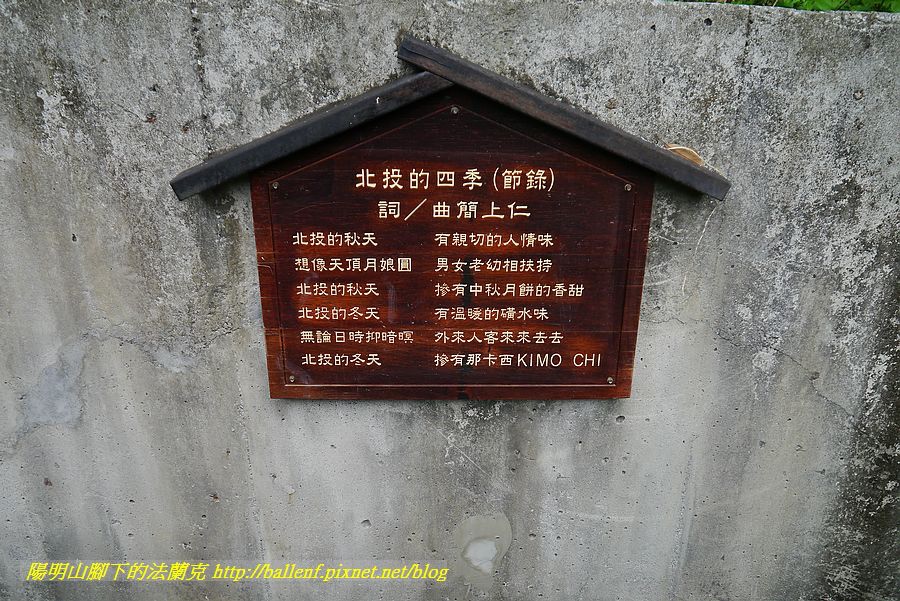 北投的四季(節錄)
詞／曲簡上仁
北投的秋天 有親切的人情味
想像天頂月娘圓 男女老幼相扶持
北投的秋天 摻有中秋月餅的香甜
北投的冬天 有溫暖的磺水味
無論日時抑暗暝 外來人客來來去去
北投的冬天 摻有那卡西KIMO CHI
陽明山腳下的法蘭克 http://ballenf.pixnet.net/blog